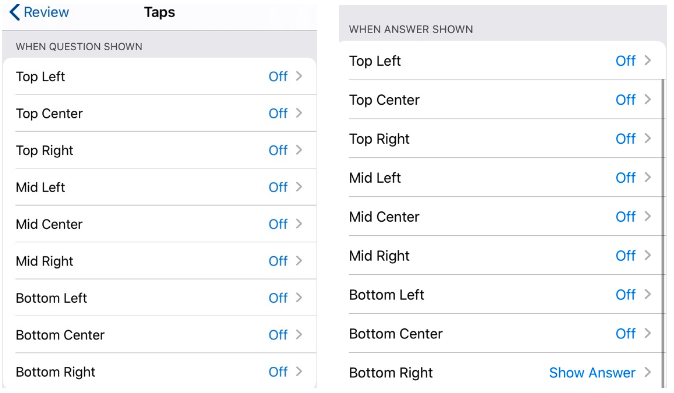 Review
Taps
WHEN QUESTION SHOWN
Top Left Off
Top Center Off
Top Right Off
Mid Left Off
Mid Center Off
Mid Right Off
Bottom Left Off
Bottom Center Off
Bottom Right Off
WHEN ANSWER SHOWN
Top Left Off
Top Center Off
Top Right Off
Mid Left Off
Mid Center Off
Mid Right Off
Bottom Left Off
Bottom Center Off
Bottom Right Show Answer